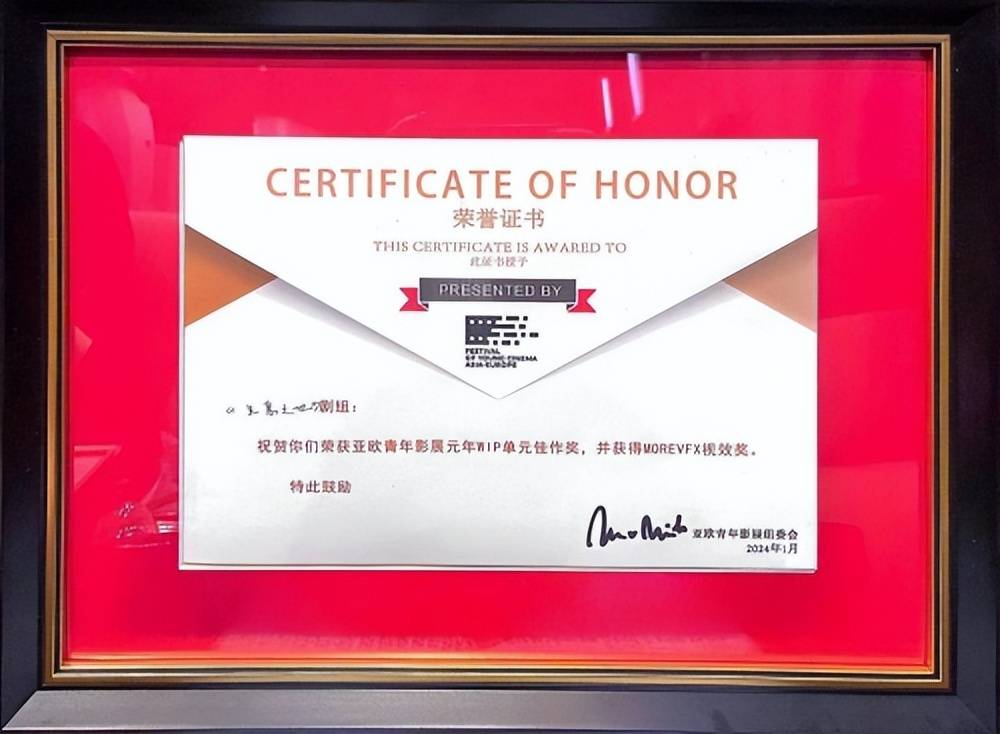 CERTIFICATE OF HONOR
荣誉证书
THIS CERTIFICATE IS AWARED TO
此证书授予
PRESENTED BY
FESTIVAL
OF YOUNG CINEMA
ASIA-EUROPE
剧组：
祝贺你们荣获亚欧青年影展元年WIP单元佳作奖，并获得MOREVFX视效奖。
特此鼓励
亚欧青年影展组委会
2024年1月